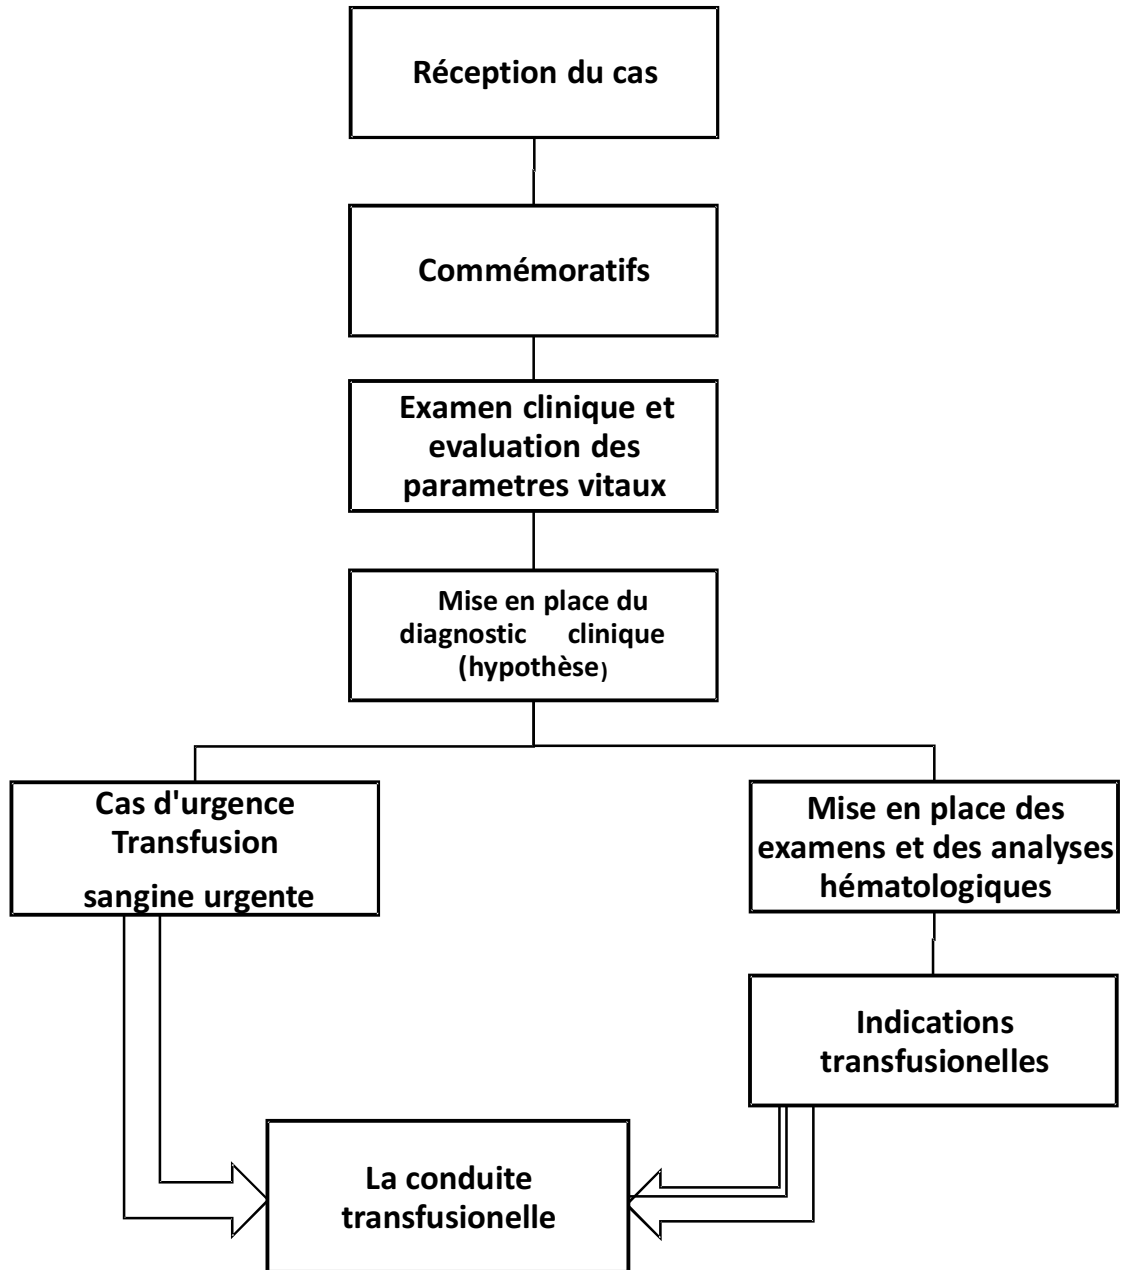 Réception du cas
Commémoratifs
Examen clinique et
evaluation des
parametres vitaux
Mise en place du
diagnostic clinique
(hypothèse)
Cas d'urgence
Transfusion
sangine urgente
Mise en place des
examens et des analyses
hématologiques
Indications
transfusionelles
La conduite
transfusionelle